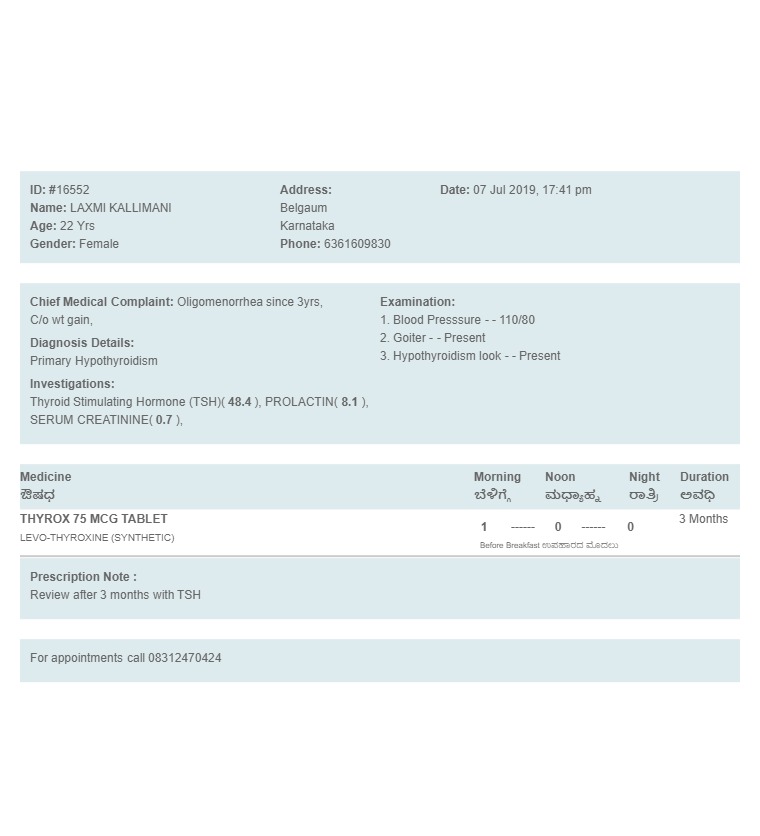 ID: #16552
Name: LAXMI KALLIMANI
Age: 22 Yrs
Gender: Female
Address:
Belgaum
Karnataka
Phone: 6361609830
Date: 07 Jul 2019, 17:41 pm
Chief Medical Complaint: Oligomenorrhea since 3yrs,
C/o wt gain,
Diagnosis Details:
Primary Hypothyroidism
Investigations:
Thyroid Stimulating Hormone (TSH)( 48.4 ), PROLACTIN( 8.1 ),
SERUM CREATININE( 0.7 ),
Examination:
1. Blood Presssure - - 110/80
2. Goiter - - Present
3. Hypothyroidism look - - Present
Medicine Morning Noon Night Duration
ಔಷಧ ಬೆಳಿಗ್ಗೆ ಮಧ್ಯಾಹ್ನ ರಾತ್ರಿ ಅವಧಿ
THYROX 75 MCG TABLET 3 Months
1 ------ 0 ------ 0
LEVO-THYROXINE (SYNTHETIC)
Before Breakfast ಉಪಹಾರದ ಮೊದಲು
Prescription Note :
Review after 3 months with TSH
For appointments call 08312470424